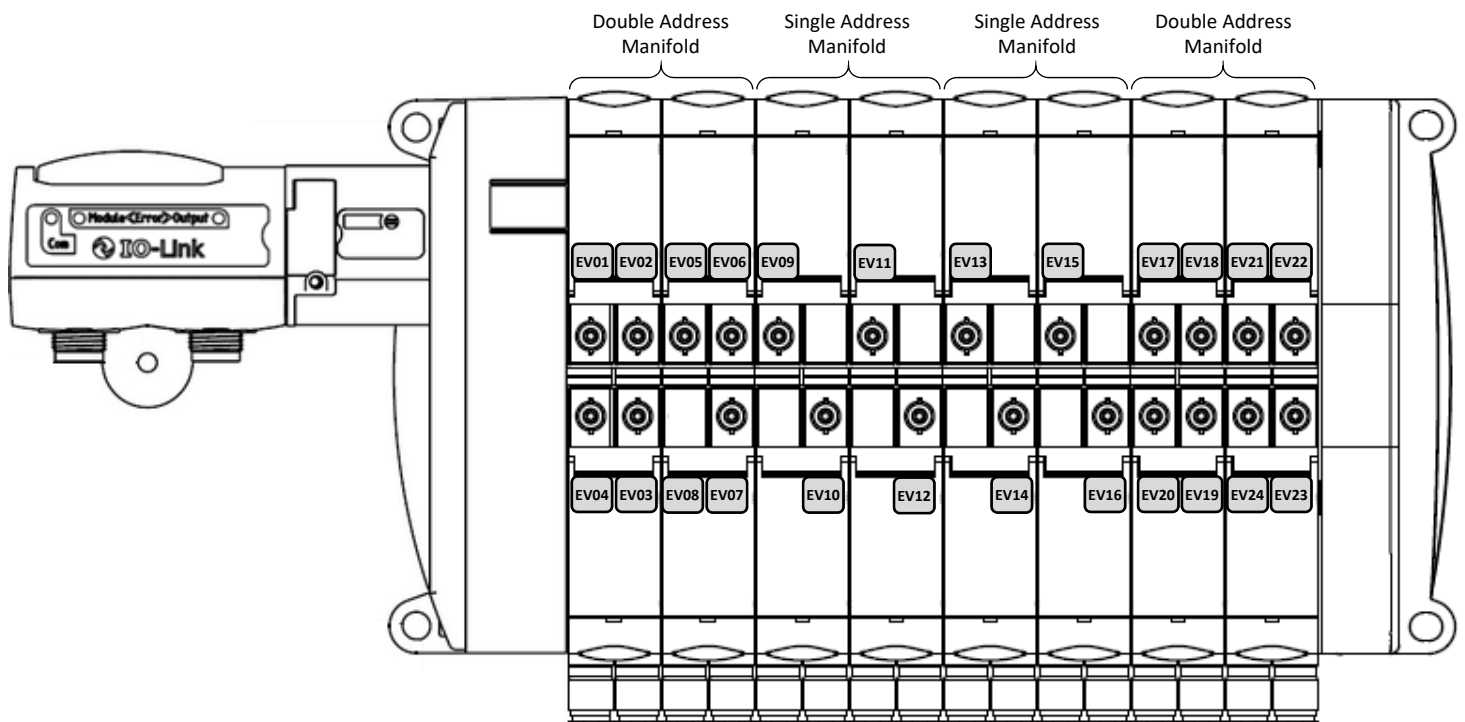 Double Address
Manifold
Single Address
Manifold
Single Address
Manifold
Double Address
Manifold
Module<Error>Output
Com
IO-Link
EV01 EV02 EV05 EV06 EV09 EV11 EV13 EV15 EV17 EV18 EV21 EV22
EV04 EV03 EV08 EV07 EV10 EV12 EV14 EV16 EV20 EV19 EV24 EV23